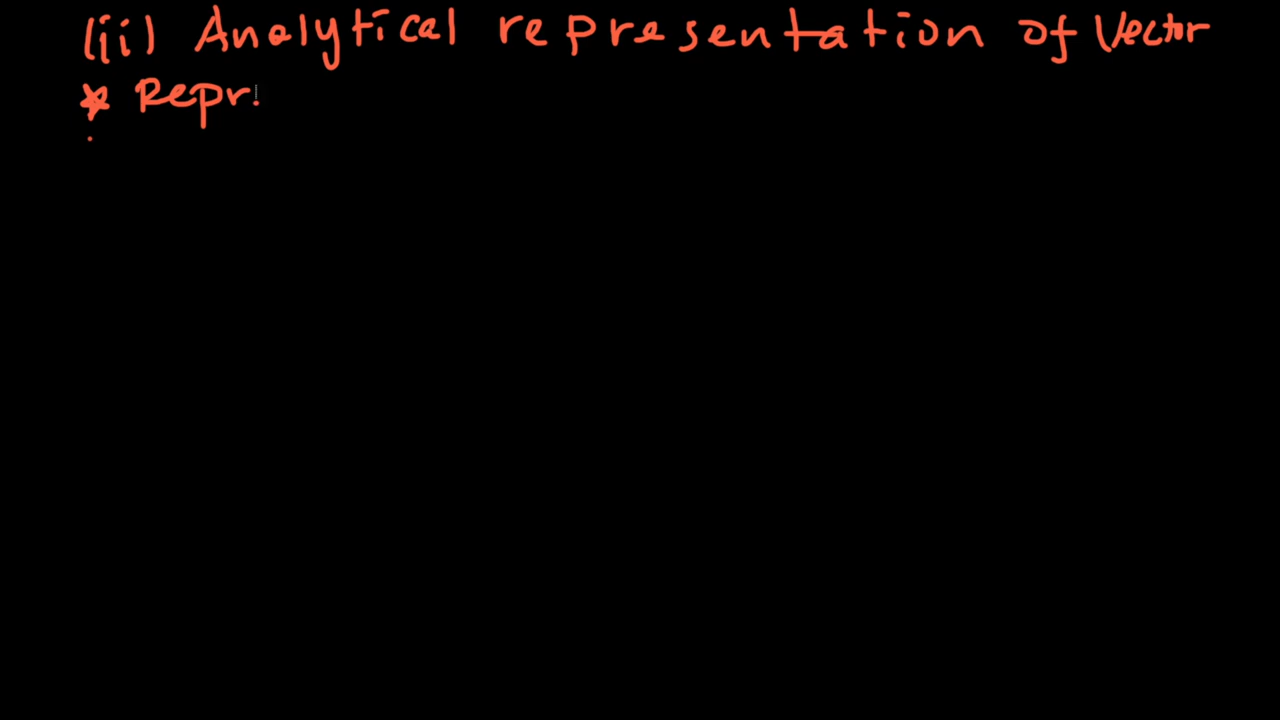 (ii) Analytical representation of Vector
* Repr.